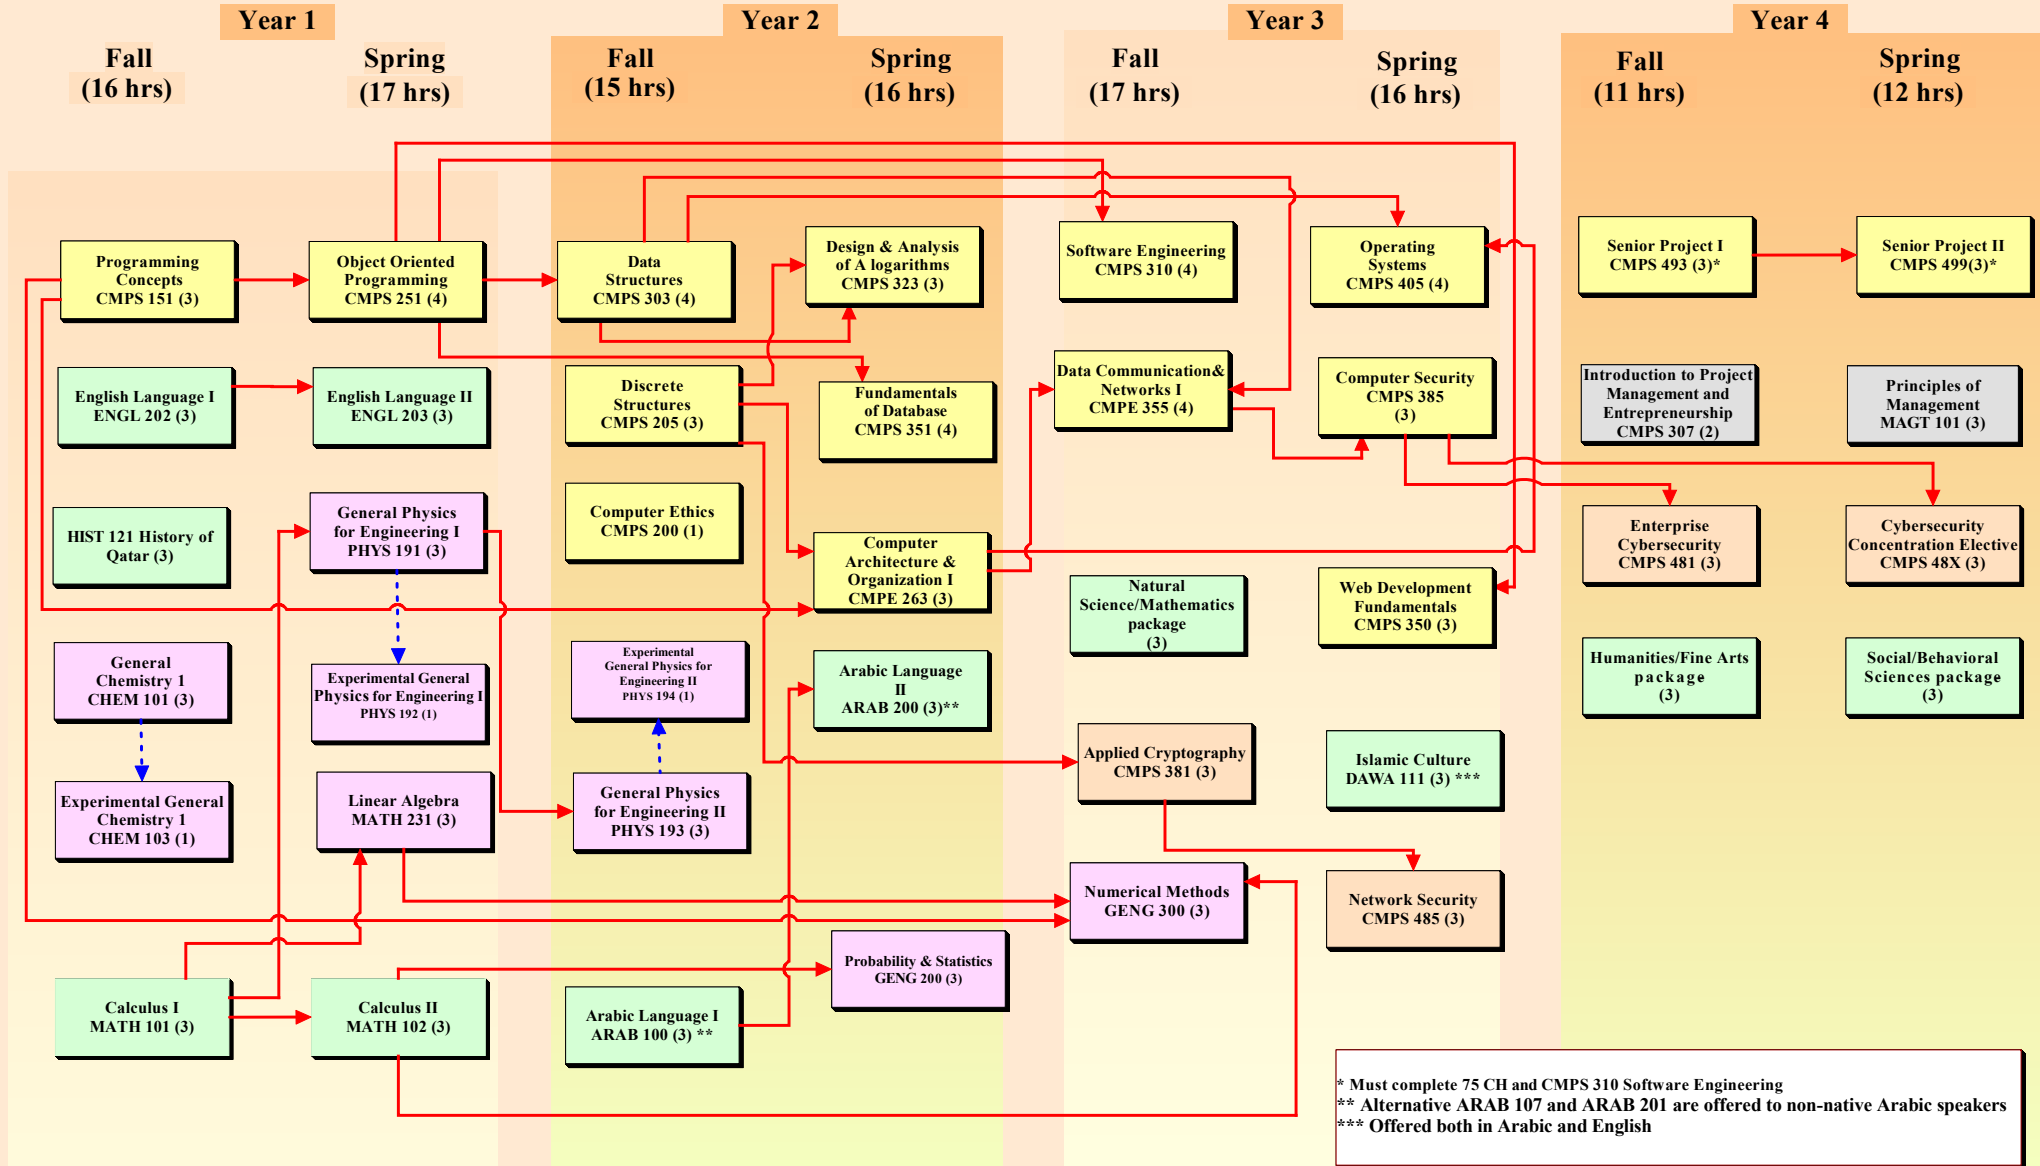 Year 1
Year 2
Year 3
Year 4
Fall
(16 hrs)
Spring
(17 hrs)
Fall
(15 hrs)
Spring
(16 hrs)
Fall
(17 hrs)
Spring
(16 hrs)
Fall
(11 hrs)
Spring
(12 hrs)
Programming
Concepts
CMPS 151 (3)
English Language I
ENGL 202 (3)
HIST 121 History of
Qatar (3)
General
Chemistry 1
CHEM 101 (3)
Experimental General
Chemistry 1
CHEM 103 (1)
Calculus I
MATH 101 (3)
Object Oriented
Programming
CMPS 251 (4)
English Language II
ENGL 203 (3)
General Physics
for Engineering I
PHYS 191 (3)
Experimental General
Physics for Engineering I
PHYS 192 (1)
Linear Algebra
MATH 231 (3)
Calculus II
MATH 102 (3)
Data
Structures
CMPS 303 (4)
Discrete
Structures
CMPS 205 (3)
Computer Ethics
CMPS 200 (1)
Experimental
General Physics for
Engineering II
PHYS 194 (1)
General Physics
for Engineering II
PHYS 193 (3)
Arabic Language I
ARAB 100 (3) **
Design & Analysis
of A logarithms
CMPS 323 (3)
Fundamentals
of Database
CMPS 351 (4)
Computer
Architecture &
Organization I
CMPE 263 (3)
Arabic Language
II
ARAB 200 (3)**
Probability & Statistics
GENG 200 (3)
Software Engineering
CMPS 310 (4)
Data Communication&
Networks I
CMPE 355 (4)
Natural
Science/Mathematics
package
(3)
Applied Cryptography
CMPS 381 (3)
Numerical Methods
GENG 300 (3)
Operating
Systems
CMPS 405 (4)
Computer Security
CMPS 385
(3)
Web Development
Fundamentals
CMPS 350 (3)
Islamic Culture
DAWA 111 (3) ***
Network Security
CMPS 485 (3)
Senior Project I
CMPS 493 (3)*
Introduction to Project
Management and
Entrepreneurship
CMPS 307 (2)
Enterprise
Cybersecurity
CMPS 481 (3)
Humanities/Fine Arts
package
(3)
Senior Project II
CMPS 499(3)*
Principles of
Management
MAGT 101 (3)
Cybersecurity
Concentration Elective
CMPS 48X (3)
Social/Behavioral
Sciences package
(3)
* Must complete 75 CH and CMPS 310 Software Engineering
** Alternative ARAB 107 and ARAB 201 are offered to non-native Arabic speakers
*** Offered both in Arabic and English